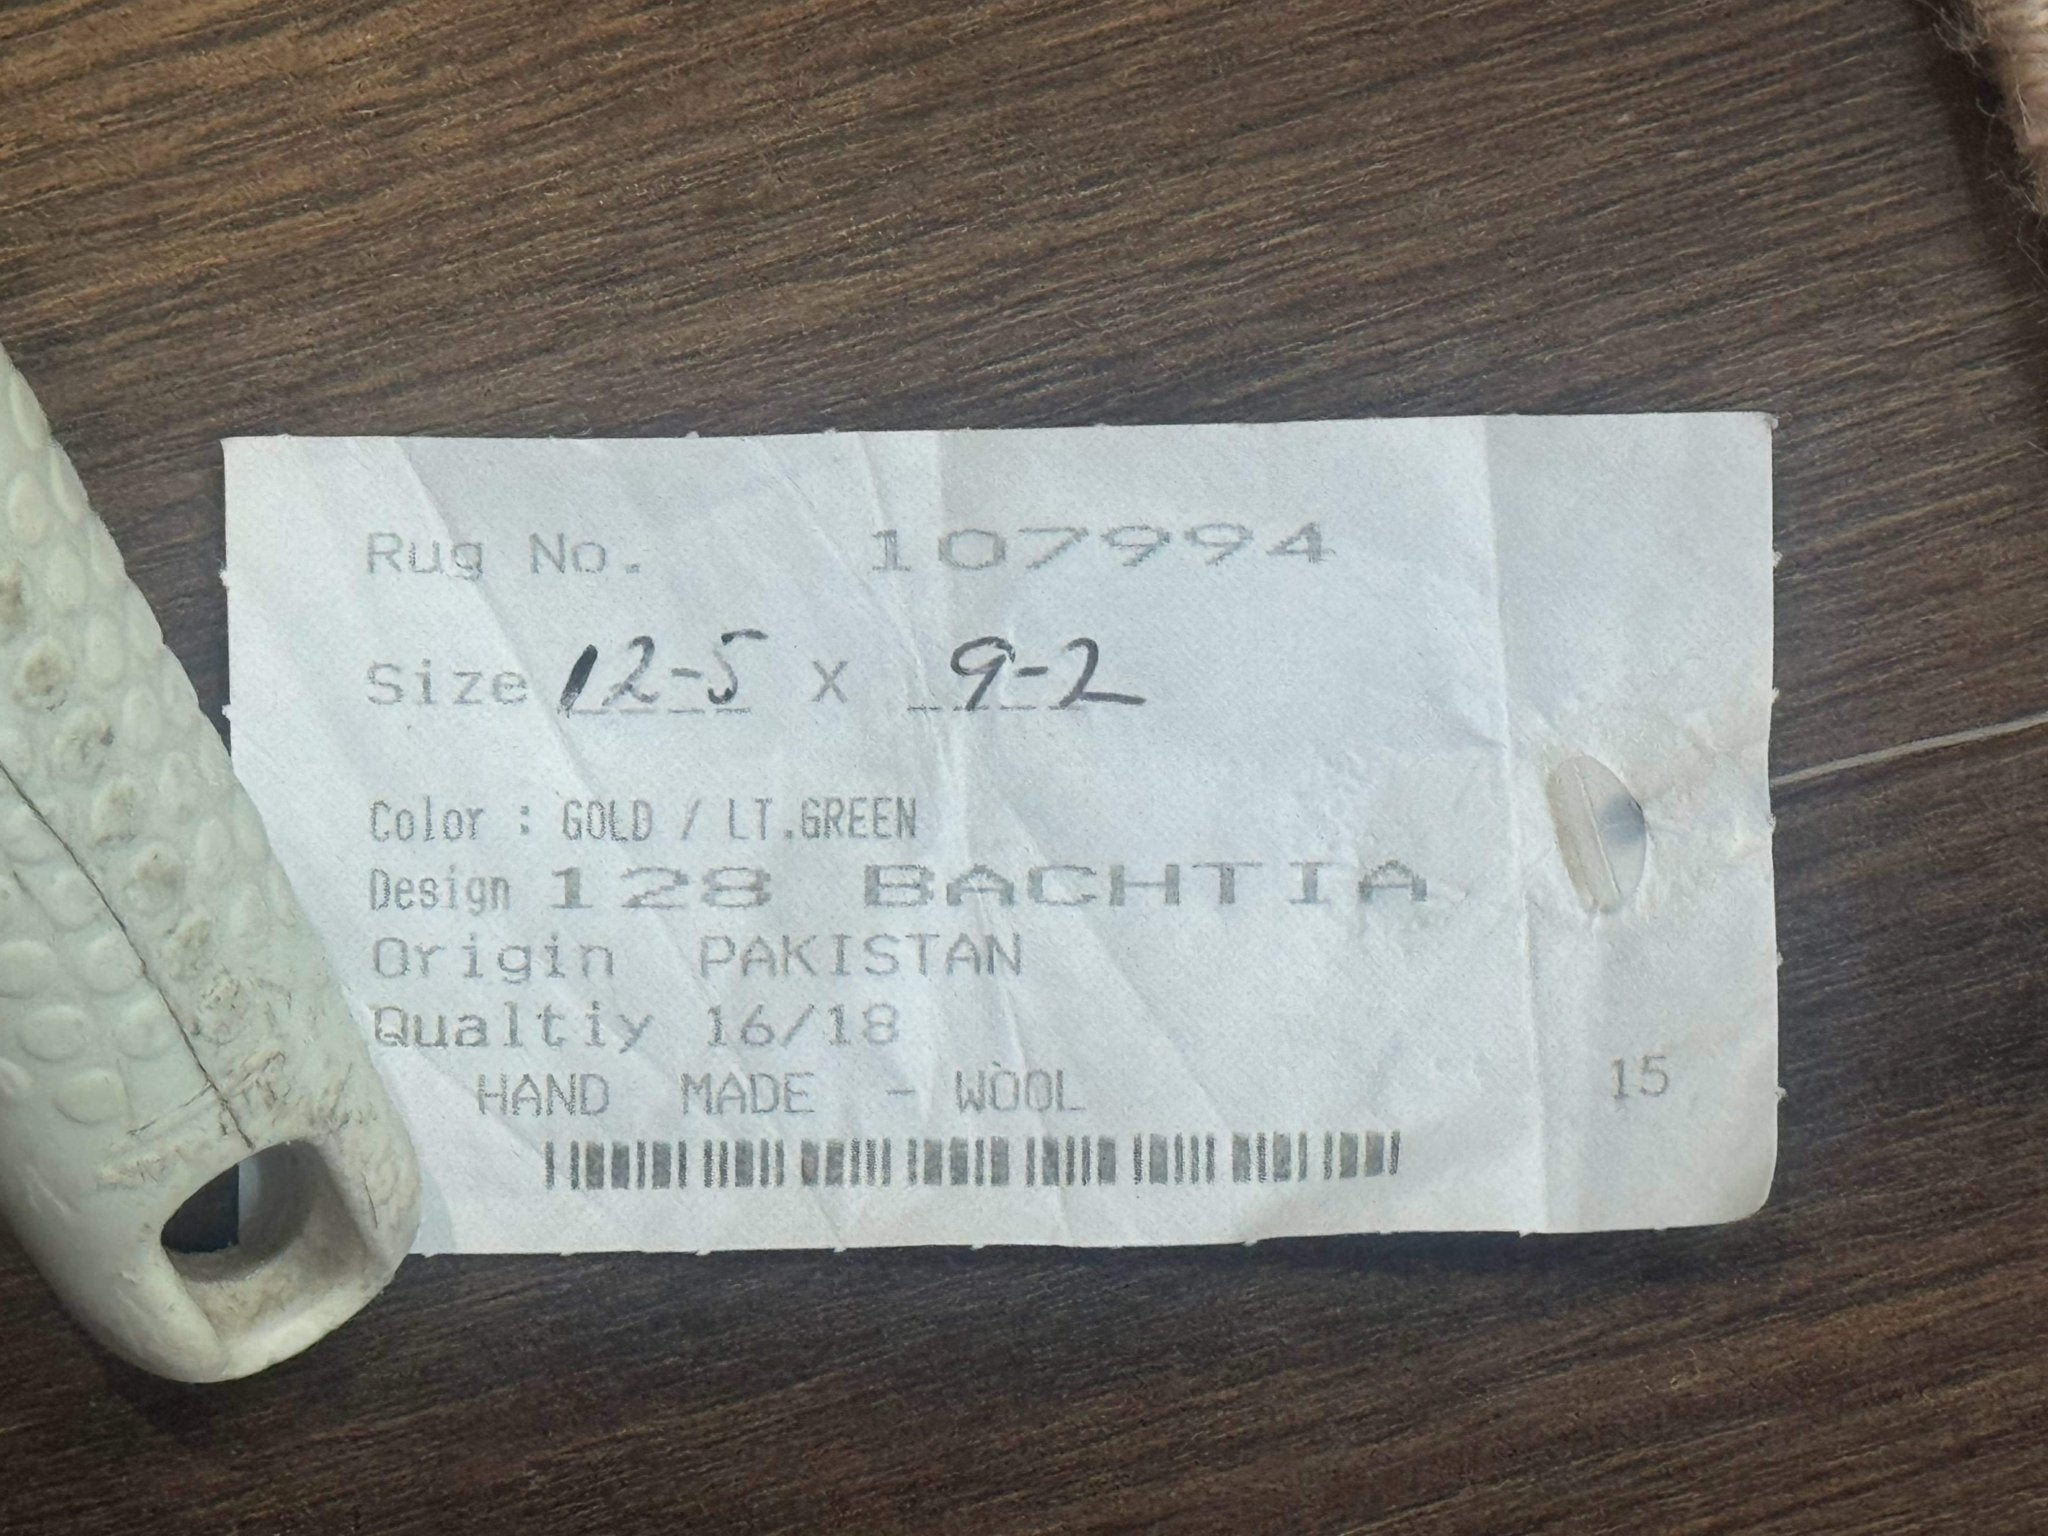 Rug No. 107994
Size 12-5 x 9-2
Color : GOLD / LT.GREEN
Design 128 BACHTIA
Origin PAKISTAN
Qualtiy 16/18
HAND MADE - WOOL
15